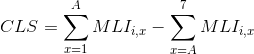 $CLS = \sum_{x=1}^{A} MLI_{i,x} - \sum_{x=A}^{7} MLI_{i,x}$